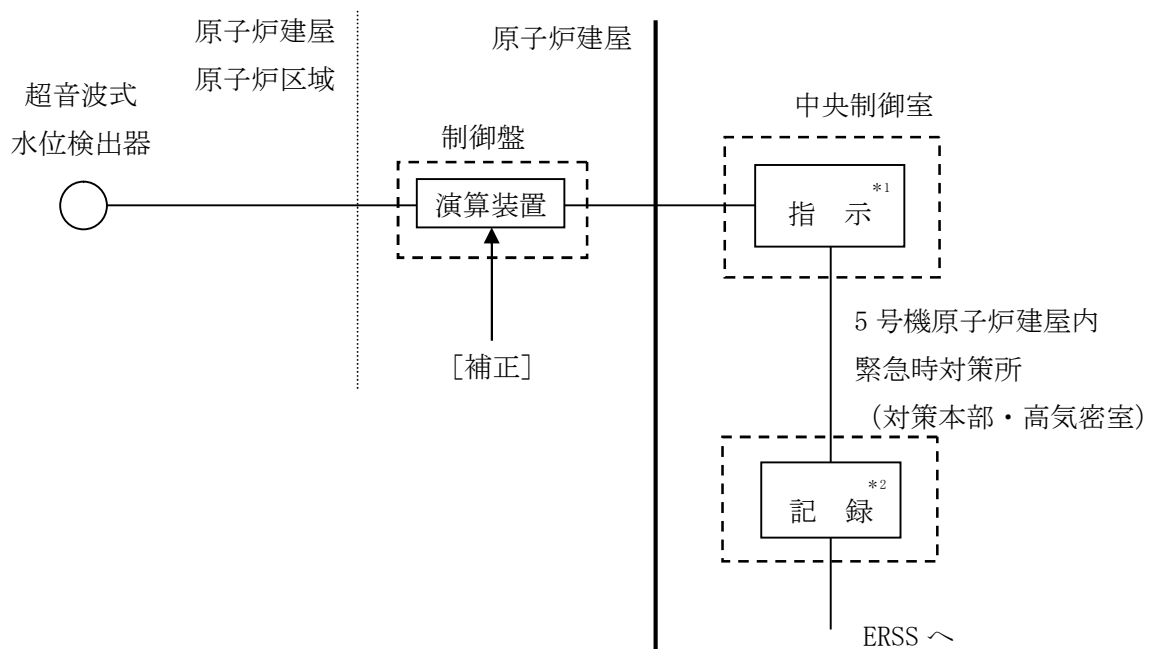 原子炉建屋
原子炉区域
原子炉建屋
超音波式
水位検出器
中央制御室
制御盤
演算装置
指 示 *1
[補正]
5 号機原子炉建屋内
緊急時対策所
(対策本部・高気密室)
記 録 *2
ERSS へ